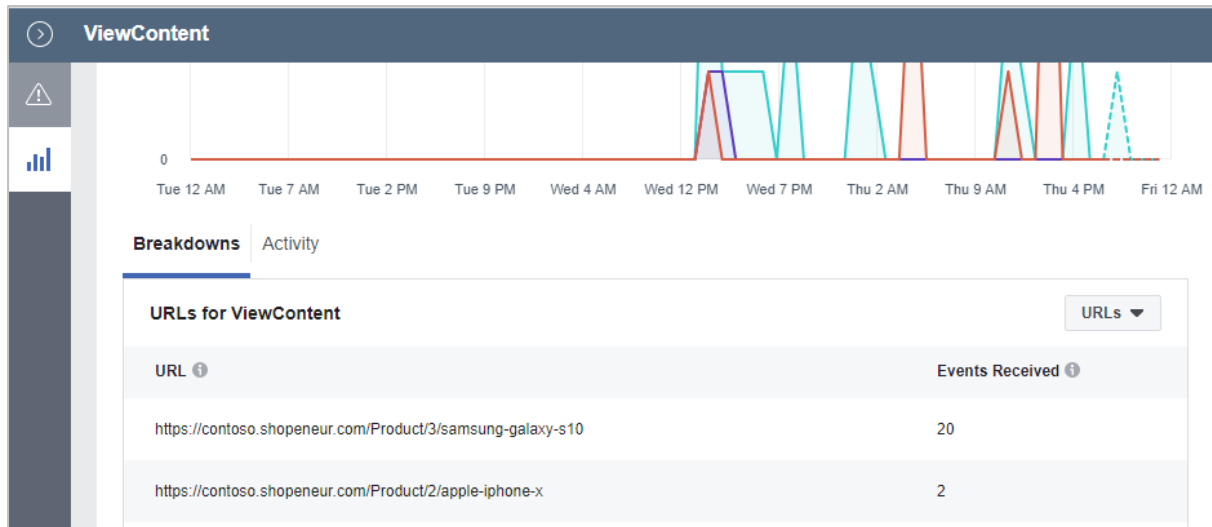 ViewContent
0
Tue 12 AM Tue 7 AM Tue 2 PM Tue 9 PM Wed 4 AM Wed 12 PM Wed 7 PM Thu 2 AM Thu 9 AM Thu 4 PM Fri 12 AM
Breakdowns Activity
URLs for ViewContent URLs
URL Events Received
https://contoso.shopeneur.com/Product/3/samsung-galaxy-s10 20
https://contoso.shopeneur.com/Product/2/apple-iphone-x 2